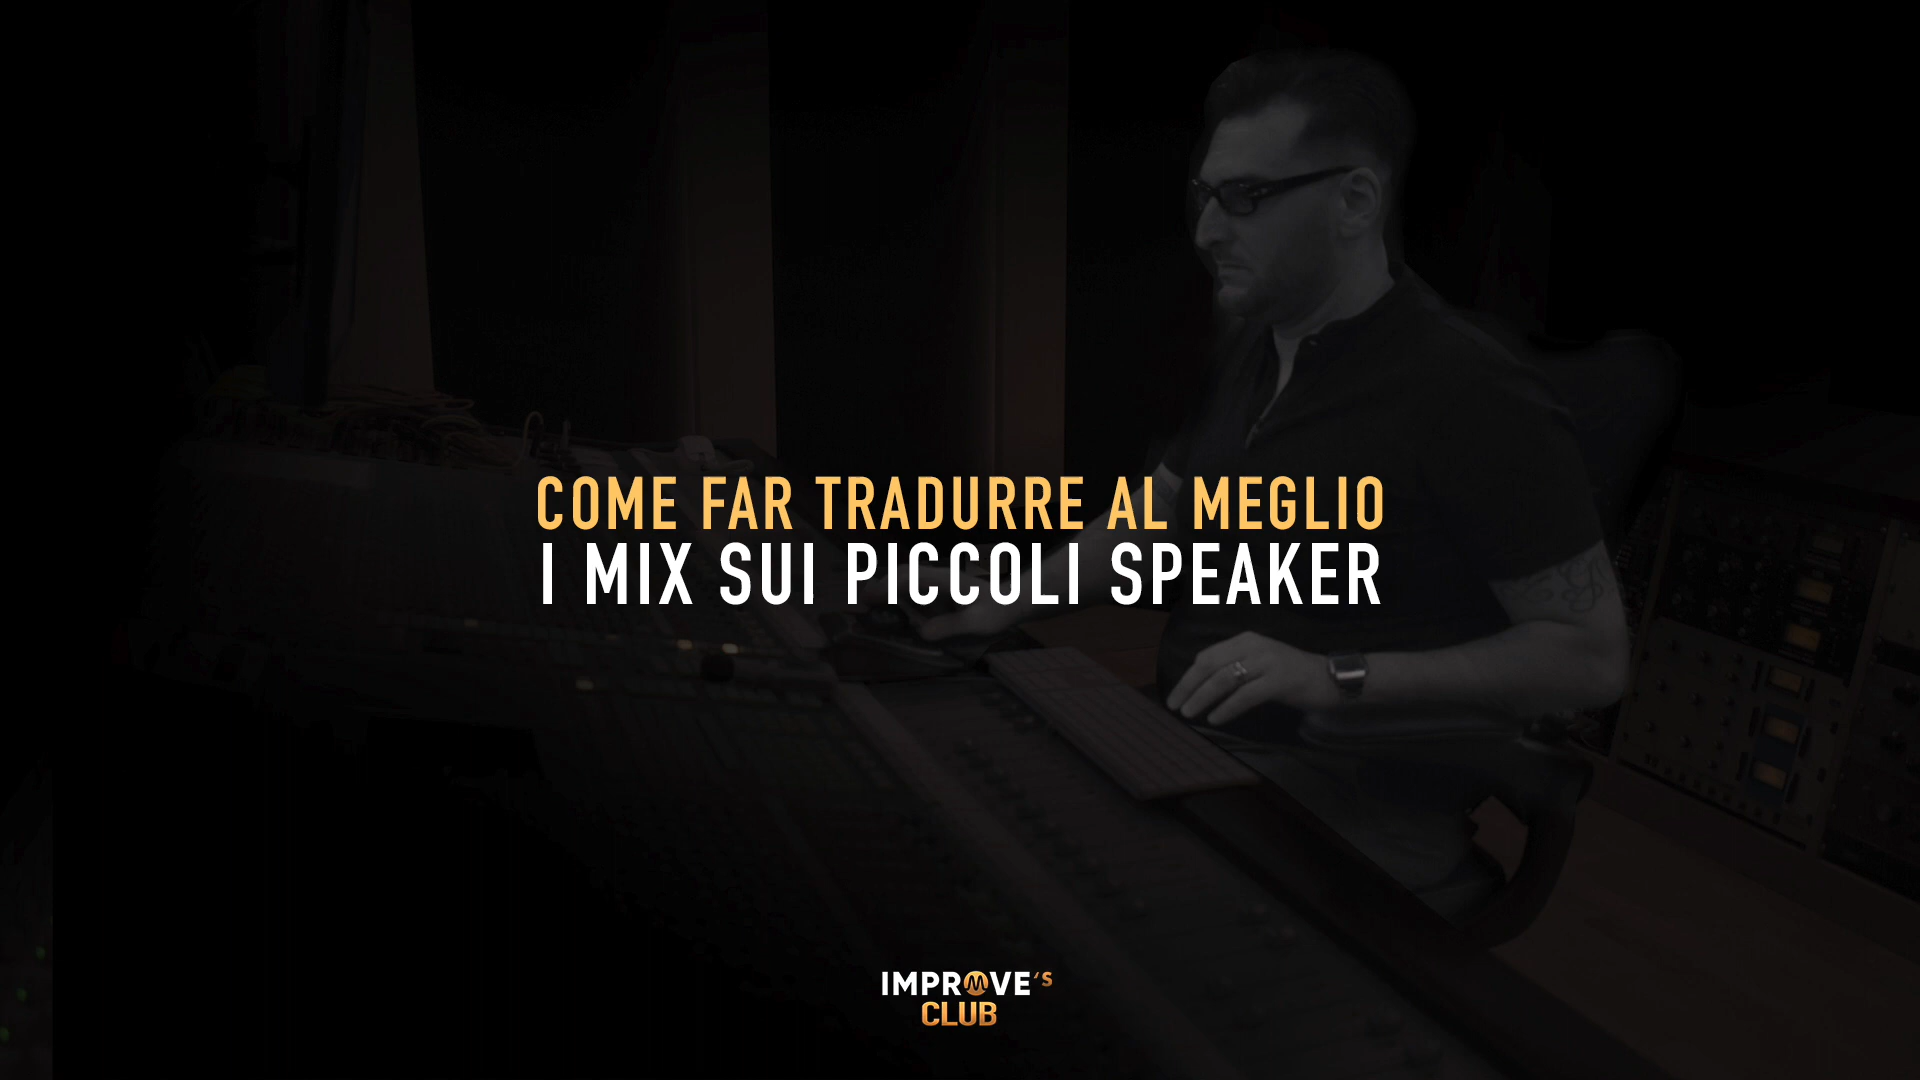 COME FAR TRADURRE AL MEGLIO
I MIX SUI PICCOLI SPEAKER
IMPROVE'S
CLUB